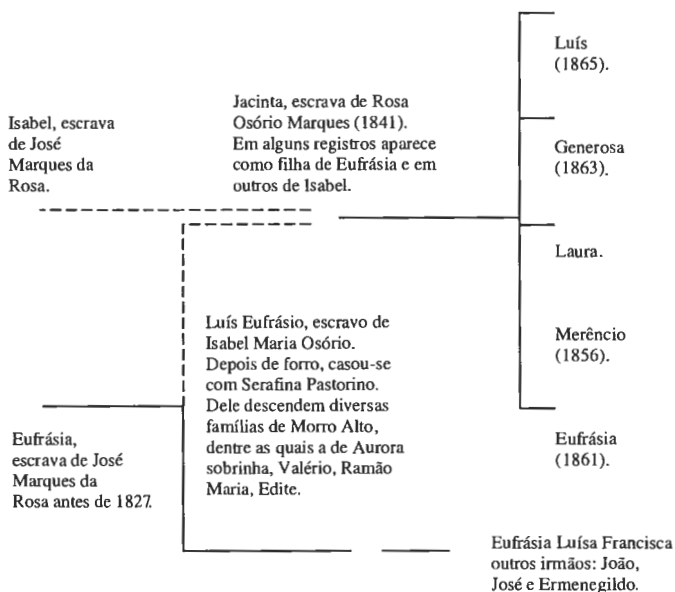 Isabel, escrava
de José
Marques da
Rosa.
Jacinta, escrava de Rosa
Osório Marques (1841).
Em alguns registros aparece
como filha de Eufrásia e em
outros de Isabel.
Luís
(1865).
Generosa
(1863).
Laura.
Merêncio
(1856).
Eufrásia
(1861).
Luís Eufrásio, escravo de
Isabel Maria Osório.
Depois de forro, casou-se
com Serafina Pastorino.
Dele descendem diversas
famílias de Morro Alto,
dentre as quais a de Aurora
sobrinha, Valério, Ramão
Maria, Edite.
Eufrásia,
escrava de José
Marques da
Rosa antes de 1827.
Eufrásia Luísa Francisca
outros irmãos: João,
José e Ermenegildo.